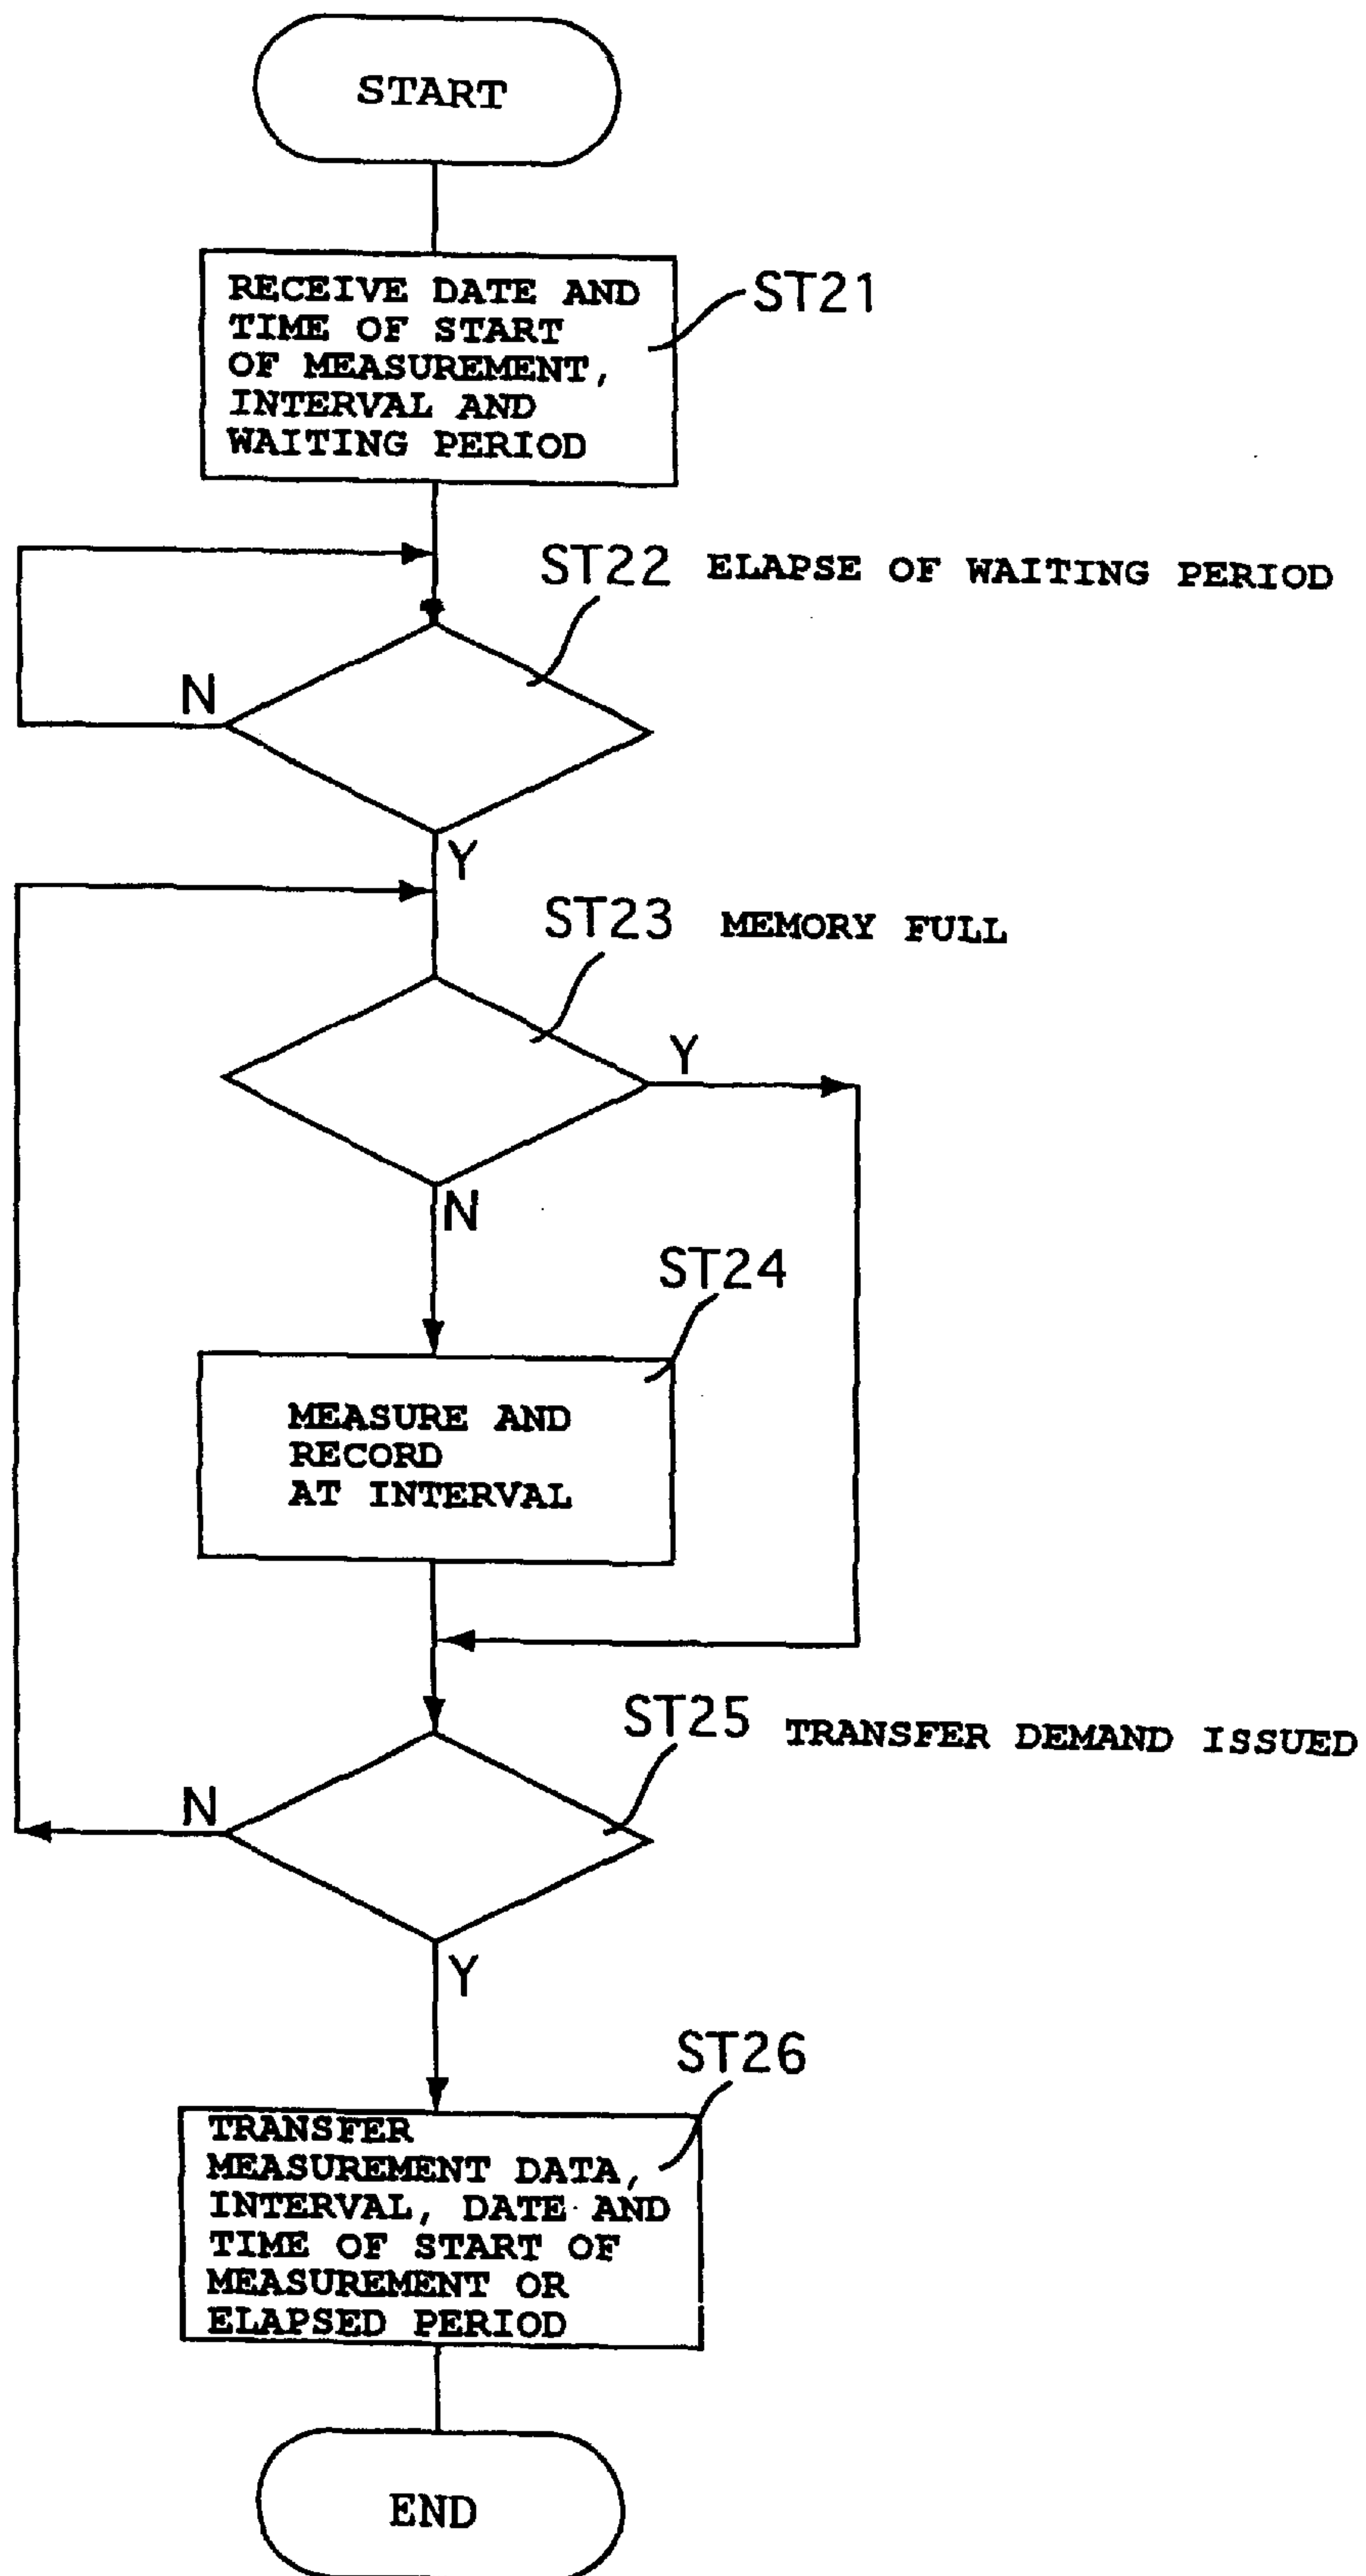 START
RECEIVE DATE AND
TIME OF START
OF MEASUREMENT,
INTERVAL AND
WAITING PERIOD
ST21
ST22 ELAPSE OF WAITING PERIOD
N
Y
ST23 MEMORY FULL
Y
N
ST24
MEASURE AND
RECORD
AT INTERVAL
ST25 TRANSFER DEMAND ISSUED
N
Y
ST26
TRANSFER
MEASUREMENT DATA,
INTERVAL, DATE AND
TIME OF START OF
MEASUREMENT OR
ELAPSED PERIOD
END